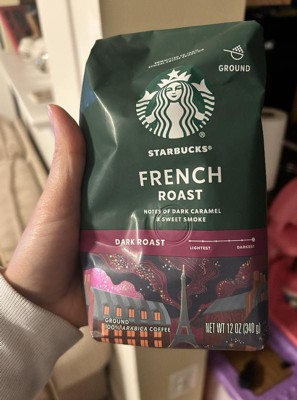 GROUND
STARBUCKS®
FRENCH
ROAST
NOTES OF DARK CARAMEL
& SWEET SMOKE
DARK ROAST
LIGHTEST
DARKEST
GROUND
100% ARABICA COFFEE
NET WT 12 OZ (340g)